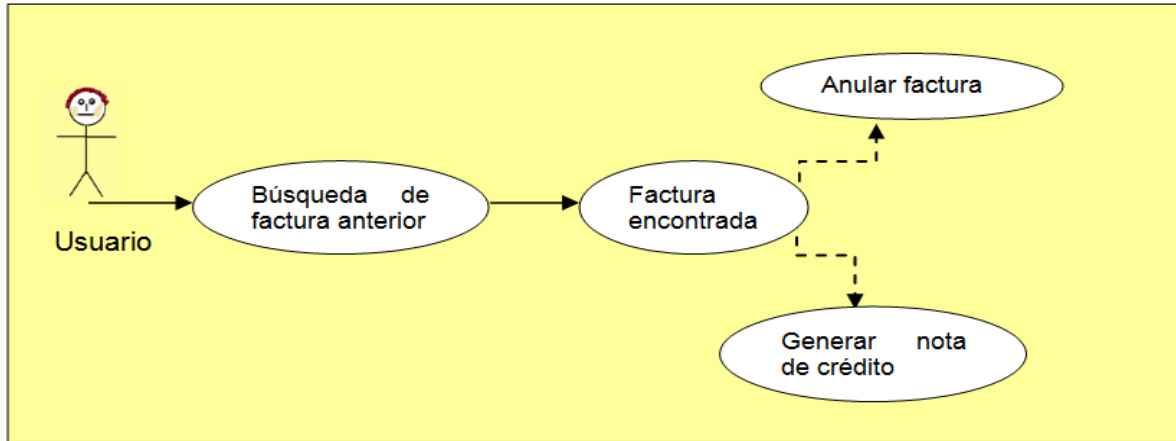 Anular factura
Búsqueda de
factura anterior
Factura
encontrada
Usuario
Generar nota
de crédito